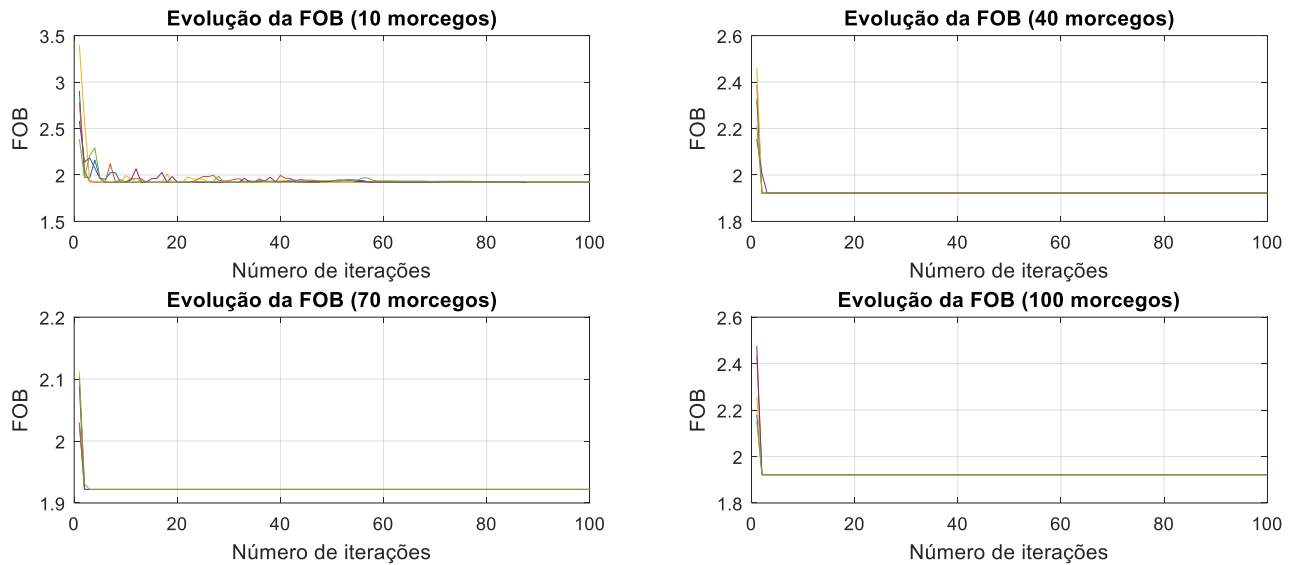 Evolução da FOB (10 morcegos)
3.5
3
2.5
2
1.5
FOB
0 20 40 60 80 100
Número de iterações
Evolução da FOB (40 morcegos)
2.6
2.4
2.2
2
1.8
FOB
0 20 40 60 80 100
Número de iterações
Evolução da FOB (70 morcegos)
2.2
2.1
2
1.9
FOB
0 20 40 60 80 100
Número de iterações
Evolução da FOB (100 morcegos)
2.6
2.4
2.2
2
1.8
FOB
0 20 40 60 80 100
Número de iterações